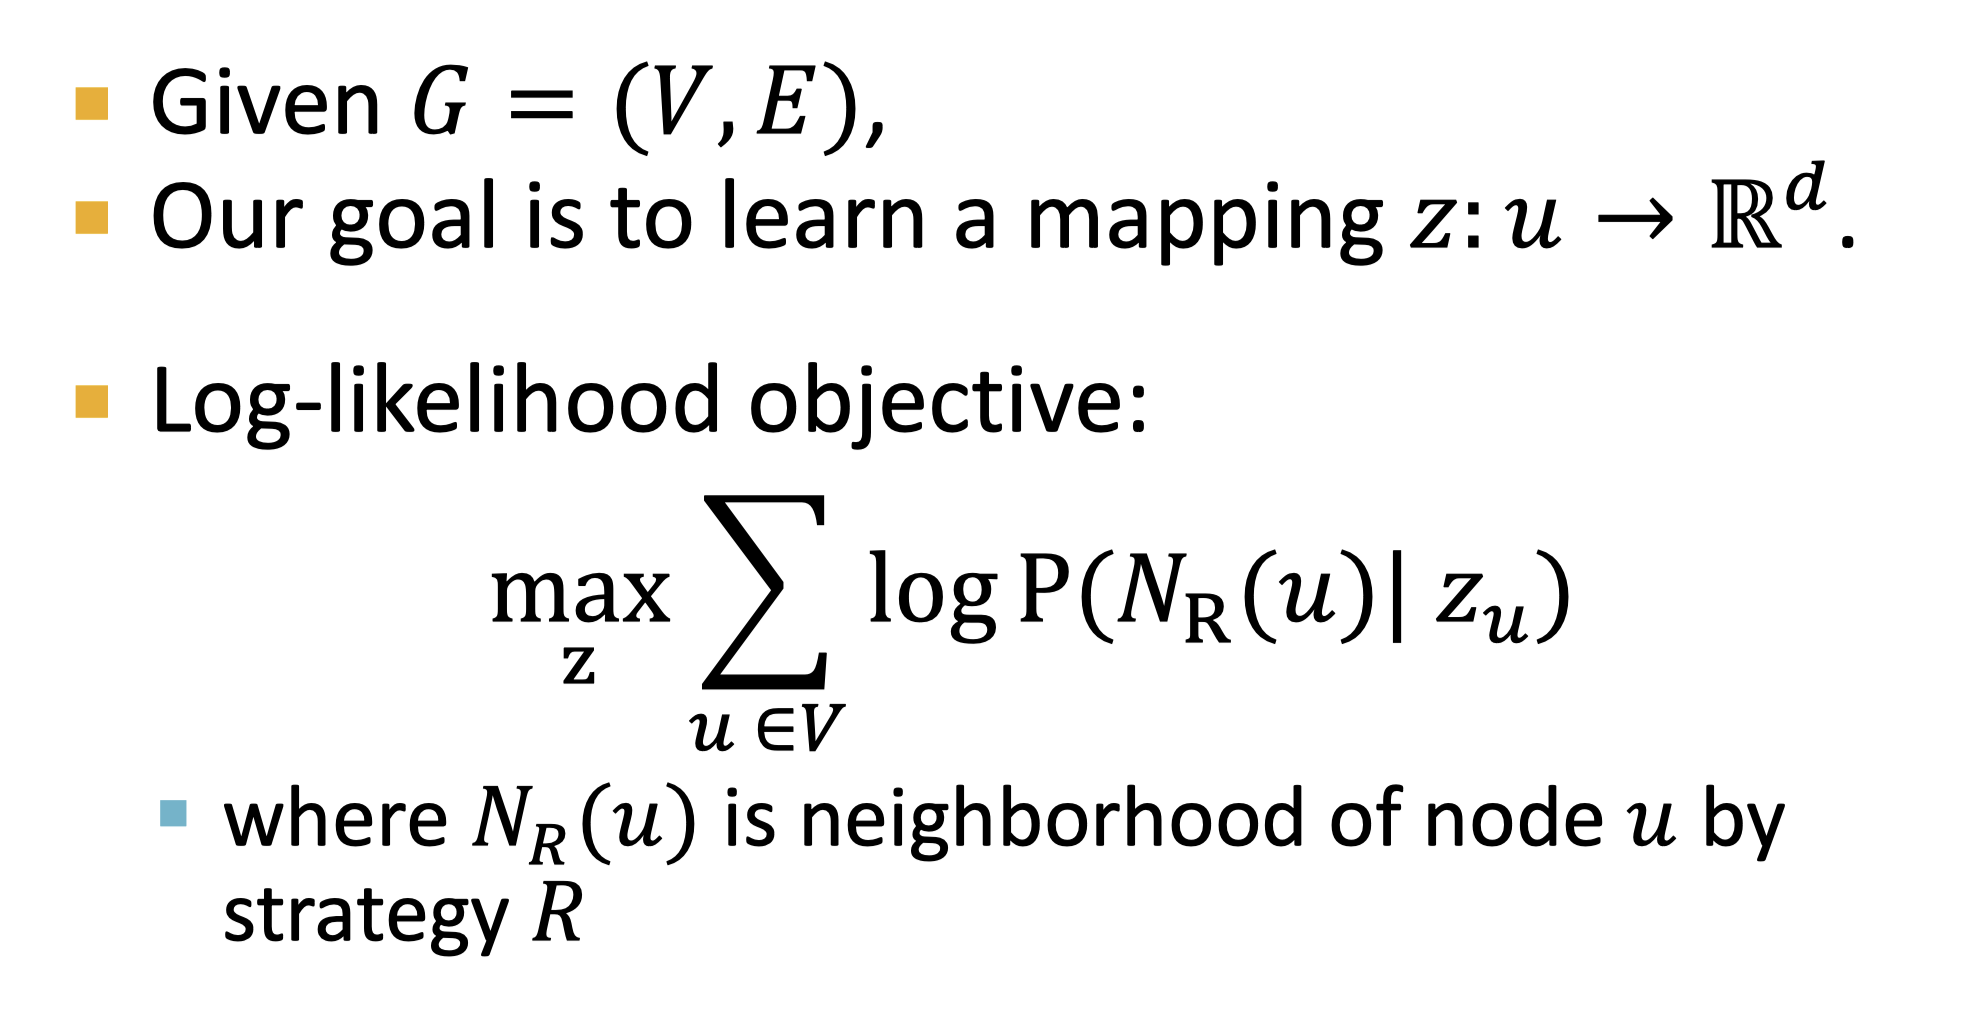 ▪ Given G = (V, E),
▪ Our goal is to learn a mapping z: u → ℝᵈ.
▪ Log-likelihood objective:
max_z ∑_{u ∈V} log P(N_R(u)| z_u)
▪ where N_R(u) is neighborhood of node u by
strategy R